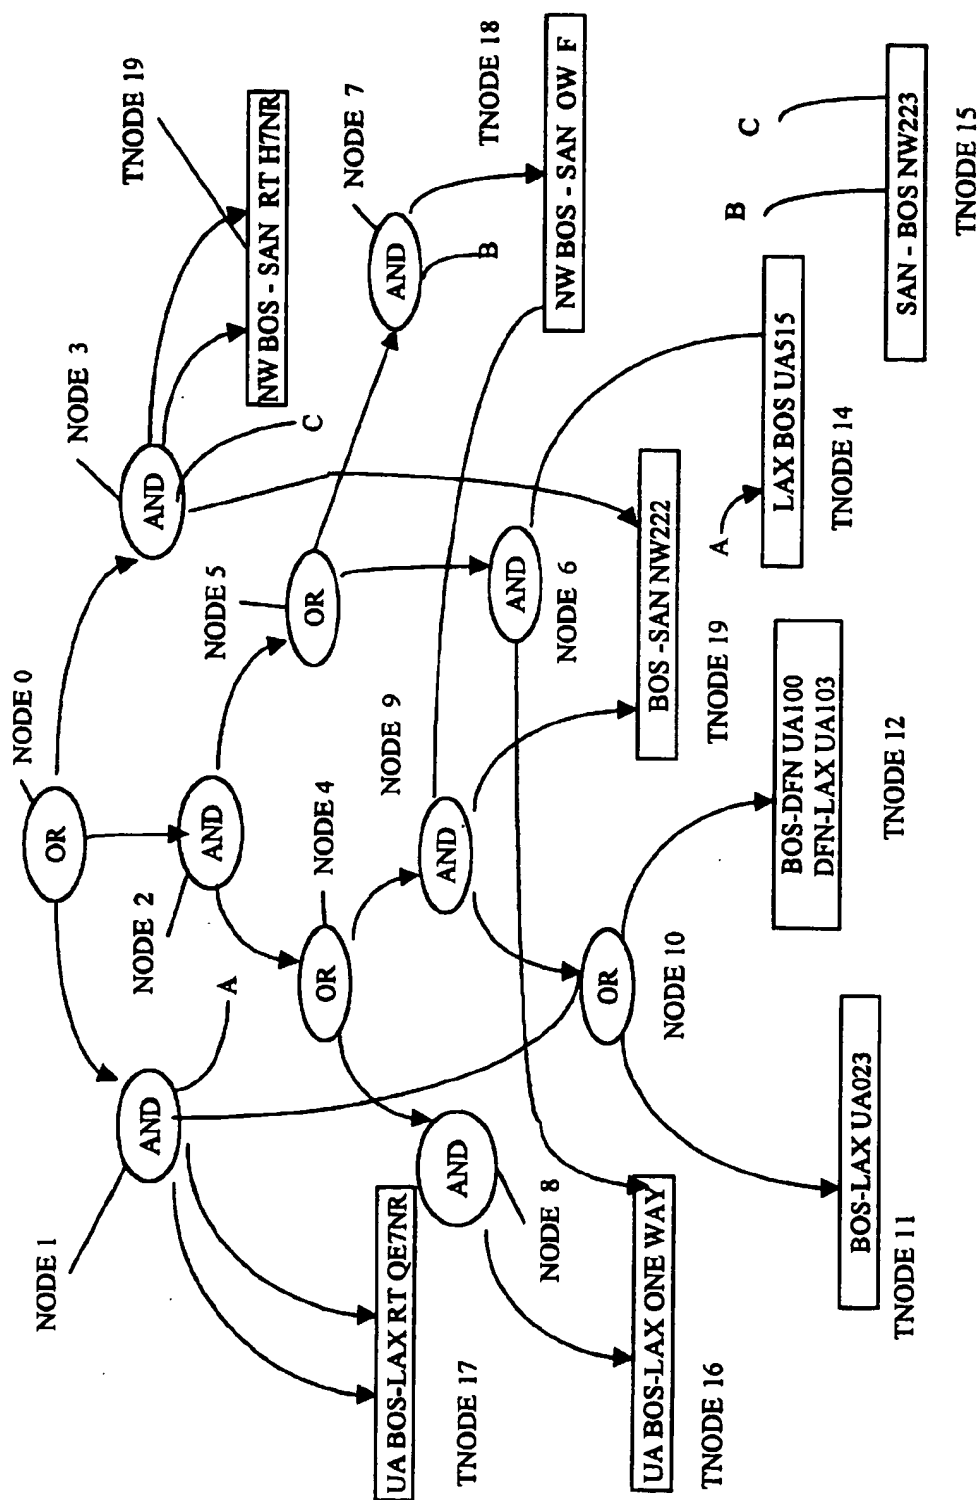 NODE 0
OR
NODE 1
AND
A
NODE 2
AND
NODE 3
AND
C
TNODE 19
NW BOS - SAN RT H7NR
NODE 4
OR
NODE 5
OR
NODE 7
AND
B
UA BOS-LAX RT QE7NR
TNODE 17
AND
NODE 8
NODE 9
AND
AND
NODE 6
TNODE 18
NW BOS - SAN OW F
UA BOS-LAX ONE WAY
TNODE 16
OR
NODE 10
BOS -SAN NW222
TNODE 19
A
LAX BOS UA515
TNODE 14
B
C
SAN - BOS NW223
TNODE 15
BOS-LAX UA023
TNODE 11
BOS-DFN UA100
DFN-LAX UA103
TNODE 12